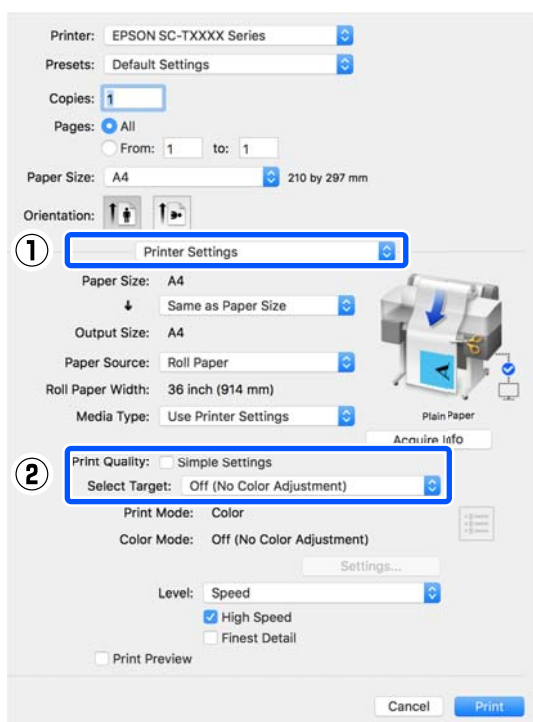 Printer: EPSON SC-TXXXX Series
Presets: Default Settings
Copies: 1
Pages: All
From: 1 to: 1
Paper Size: A4 210 by 297 mm
Orientation:
1 Printer Settings
Paper Size: A4
Same as Paper Size
Output Size: A4
Paper Source: Roll Paper
Roll Paper Width: 36 inch (914 mm)
Media Type: Use Printer Settings
Plain Paper
Acquire Info
2 Print Quality: Simple Settings
Select Target: Off (No Color Adjustment)
Print Mode: Color
Color Mode: Off (No Color Adjustment)
Settings...
Level: Speed
High Speed
Finest Detail
Print Preview
Cancel Print